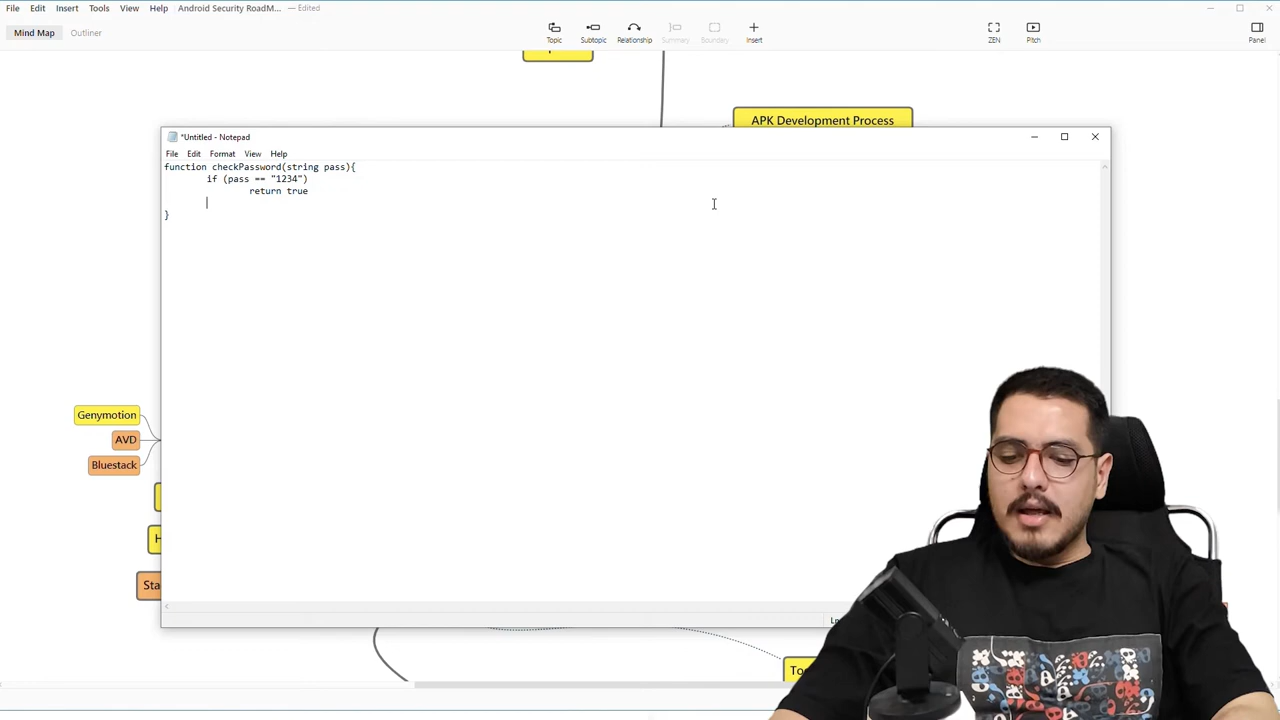 File Edit Insert Tools View Help Android Security RoadM... — Edited
Mind Map Outliner
Topic Subtopic Relationship Summary Boundary Insert ZEN Pitch Panel
APK Development Process
*Untitled - Notepad
File Edit Format View Help
function checkPassword(string pass){
if (pass == "1234")
return true
}
Genymotion
AVD
Bluestack
H
Sta
Too